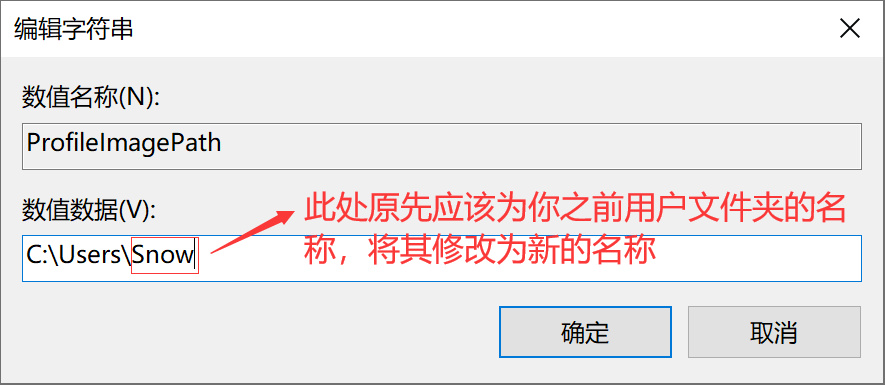 编辑字符串
数值名称(N):
ProfileImagePath
数值数据(V):
此处原先应该为你之前用户文件夹的名
称，将其修改为新的名称
C:\Users\Snow
确定
取消